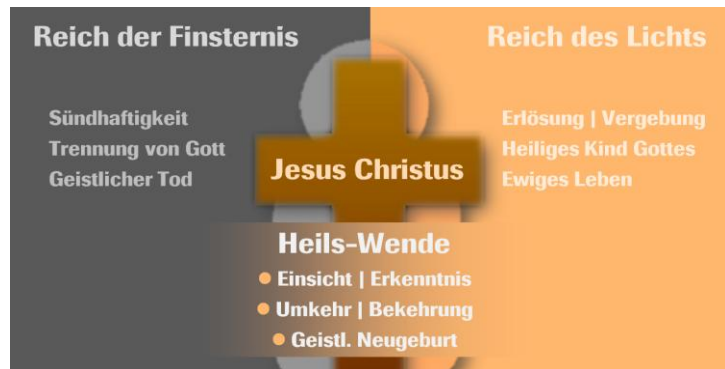 Reich der Finsternis
Reich des Lichts
Sündhaftigkeit
Trennung von Gott
Geistlicher Tod
Erlösung | Vergebung
Heiliges Kind Gottes
Ewiges Leben
Jesus Christus
Heils-Wende
Einsicht | Erkenntnis
Umkehr | Bekehrung
Geistl. Neugeburt